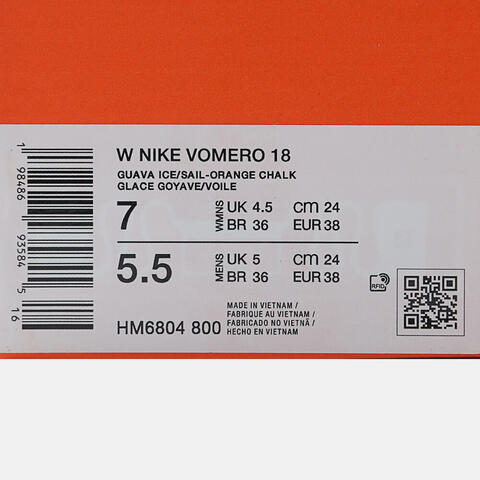 W NIKE VOMERO 18
GUAVA ICE/SAIL-ORANGE CHALK
GLACE GOYAVE/VOILE
7 WMNS UK 4.5 cm 24
BR 36 EUR 38
5.5 MENS UK 5 cm 24
BR 36 EUR 38
RFID
HM6804 800
MADE IN VIETNAM /
FABRIQUE AU VIETNAM /
FABRICADO NO VIETNÃ /
HECHO EN VIETNAM
1 98486 93584 5 16